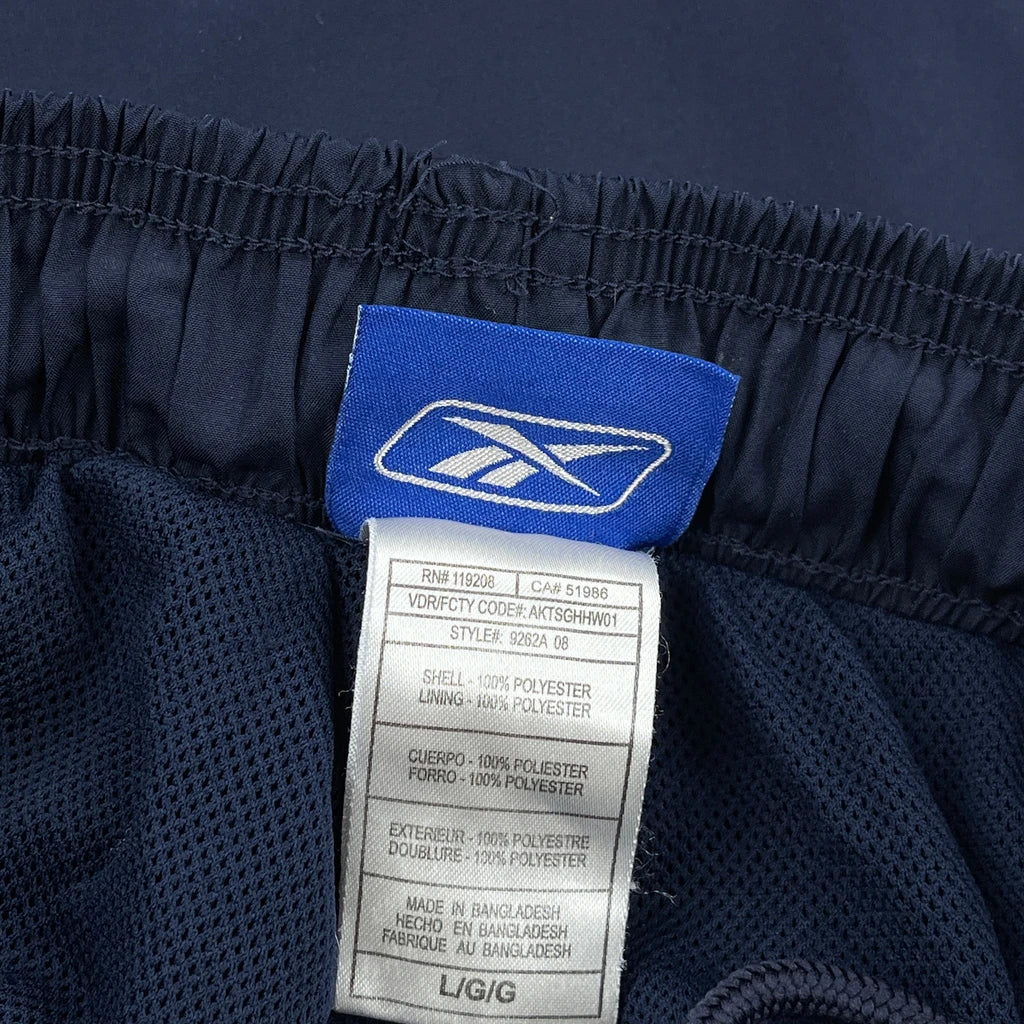 RN# 119208 CA# 51986
VDR/FCTY CODE#: AKTSGHHW01
STYLE#: 9262A 08
SHELL - 100% POLYESTER
LINING - 100% POLYESTER
CUERPO - 100% POLIESTER
FORRO - 100% POLYESTER
EXTERIEUR - 100% POLYESTRE
DOUBLURE - 100% POLYESTER
MADE IN BANGLADESH
HECHO EN BANGLADESH
FABRIQUE AU BANGLADESH
L/G/G